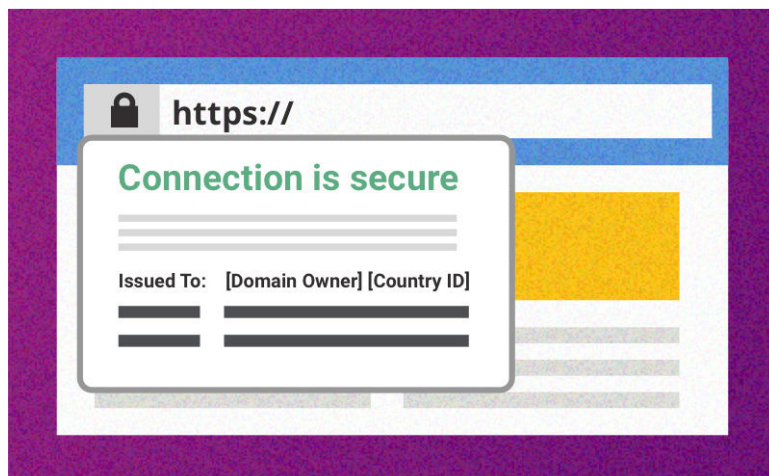 https://
Connection is secure
Issued To: [Domain Owner] [Country ID]